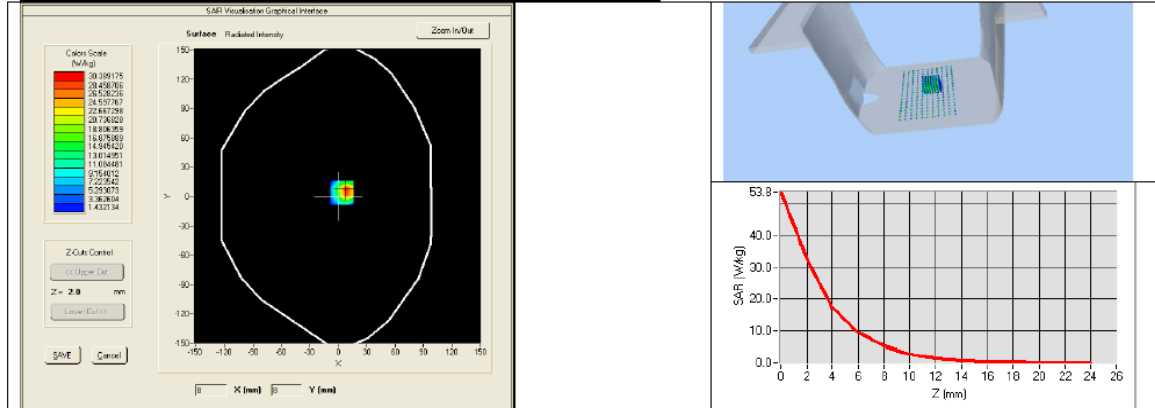 SAR Visualisation Graphical Interface
Surface Radiated Intensity
Zoom In/Out
Colors Scale
(W/kg)
30.389175
28.458706
26.528236
24.597767
22.667298
20.736828
18.806359
16.875889
14.945420
13.014951
11.084481
9.154012
7.223542
5.293073
3.362604
1.432134
Z-Cuts Control
<< Upper Cut
Z = 2.0 mm
Lower Cut >>
SAVE Cancel
150
120
90
60
30
0
-30
-60
-90
-120
-150
Y
-150 -120 -90 -60 -30 0 30 60 90 120 150
X
8 X (mm) 8 Y (mm)
53.8
40.0
30.0
20.0
10.0
0.0
SAR (W/kg)
0 2 4 6 8 10 12 14 16 18 20 22 24 26
Z (mm)